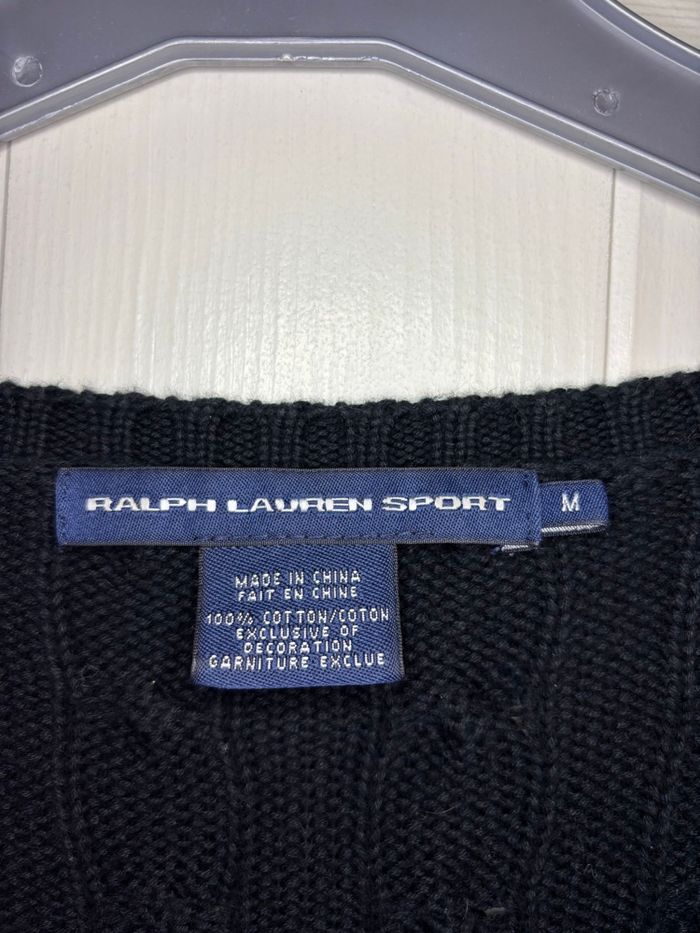 RALPH LAUREN SPORT
M
MADE IN CHINA
FAIT EN CHINE
100% COTTON/COTON
EXCLUSIVE OF
DECORATION
GARNITURE EXCLUE